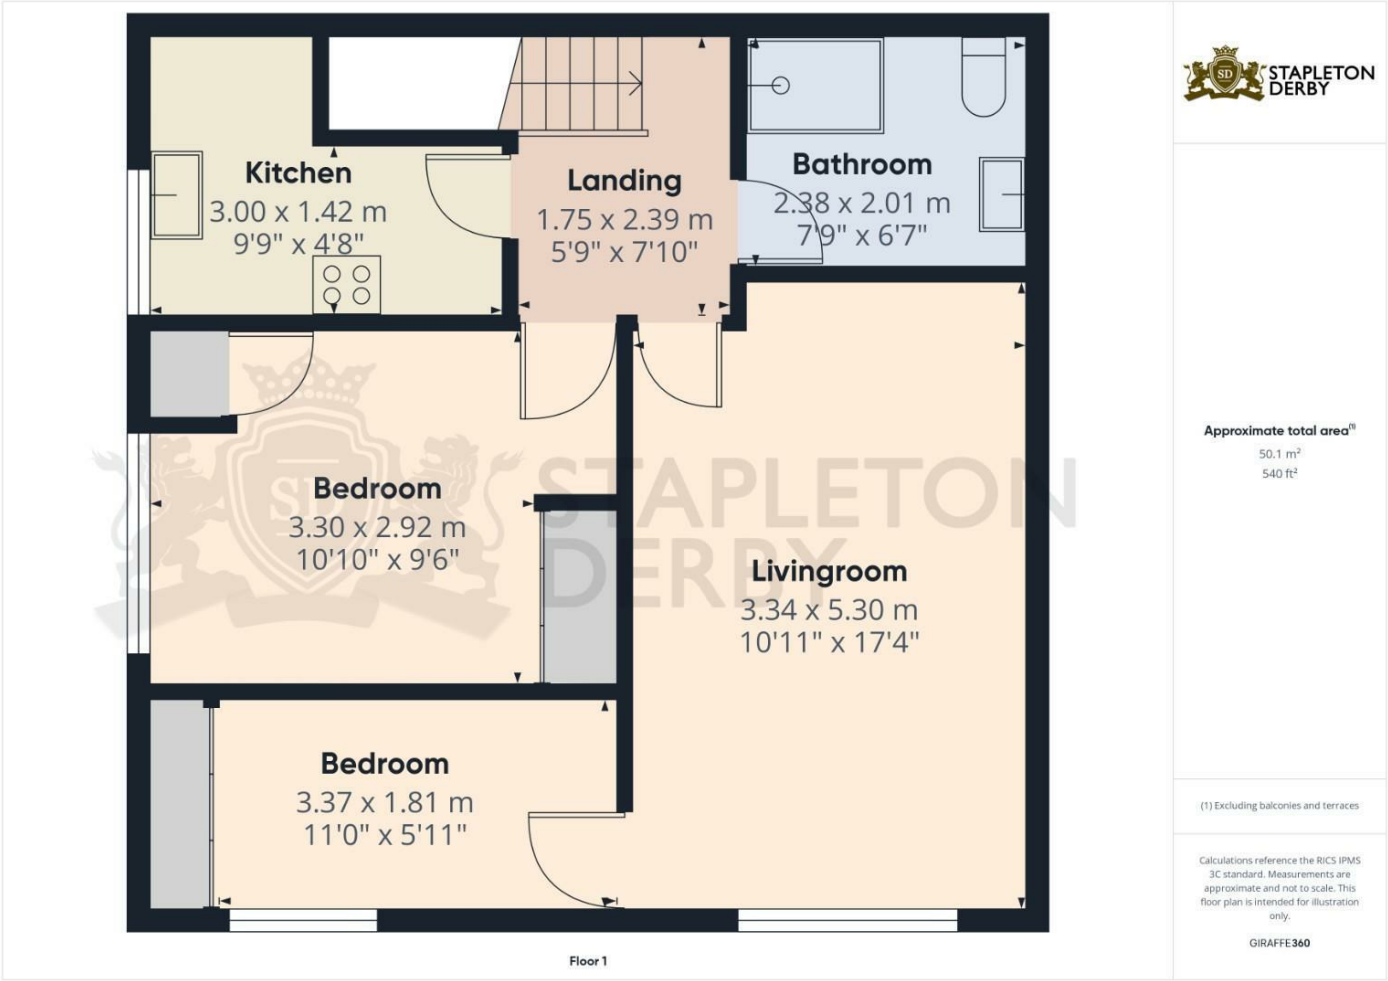 Kitchen
3.00 x 1.42 m
9'9" x 4'8"
Landing
1.75 x 2.39 m
5'9" x 7'10"
Bathroom
2.38 x 2.01 m
7'9" x 6'7"
Bedroom
3.30 x 2.92 m
10'10" x 9'6"
Livingroom
3.34 x 5.30 m
10'11" x 17'4"
Bedroom
3.37 x 1.81 m
11'0" x 5'11"
SD
STAPLETON
DERBY
Floor 1
SD
STAPLETON
DERBY
Approximate total area(1)
50.1 m²
540 ft²
(1) Excluding balconies and terraces
Calculations reference the RICS IPMS
3C standard. Measurements are
approximate and not to scale. This
floor plan is intended for illustration
only.
GIRAFFE360